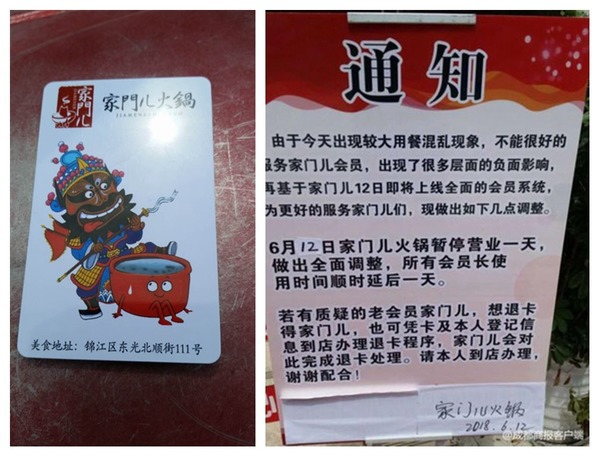 家門儿
家門儿火鍋
美食地址：锦江区东光北顺街111号
通知
由于今天出现较大用餐混乱现象，不能很好的
服务家门儿会员，出现了很多层面的负面影响，
再基于家门儿12日即将上线全面的会员系统，
为更好的服务家门儿们，现做出如下几点调整。
6月12日家门儿火锅暂停营业一天，
做出全面调整，所有会员长使
用时间顺时延后一天。
若有质疑的老会员家门儿，想退卡
得家门儿，也可凭卡及本人登记信
息到店办理退卡程序，家门儿会对
此完成退卡处理。请本人到店办理，
谢谢配合！
家门儿火锅
2018.6.12
@成都商报客户端